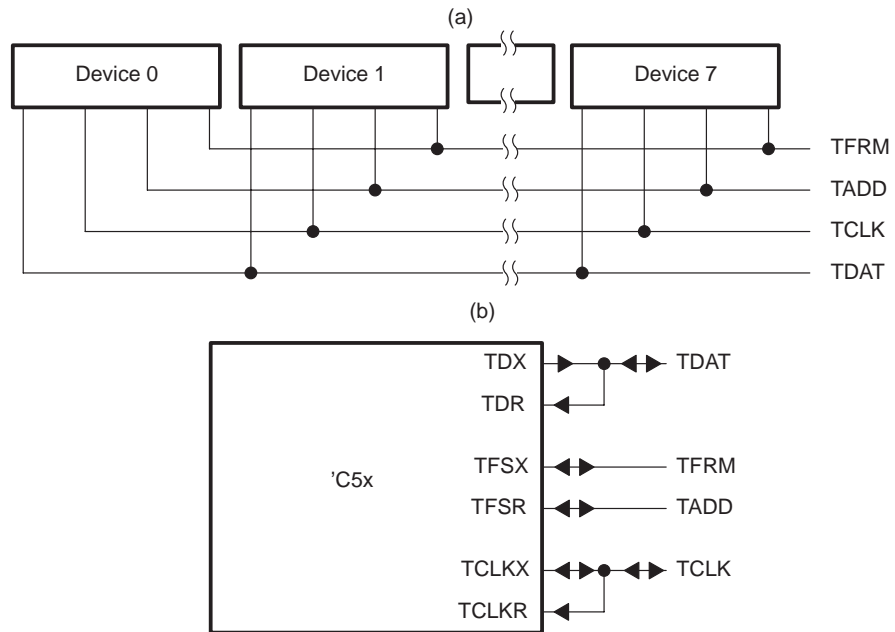 (a)
Device 0 Device 1 Device 7
TFRM
TADD
TCLK
TDAT
(b)
TDX TDAT
TDR
TFSX TFRM
’C5x
TFSR TADD
TCLKX TCLK
TCLKR